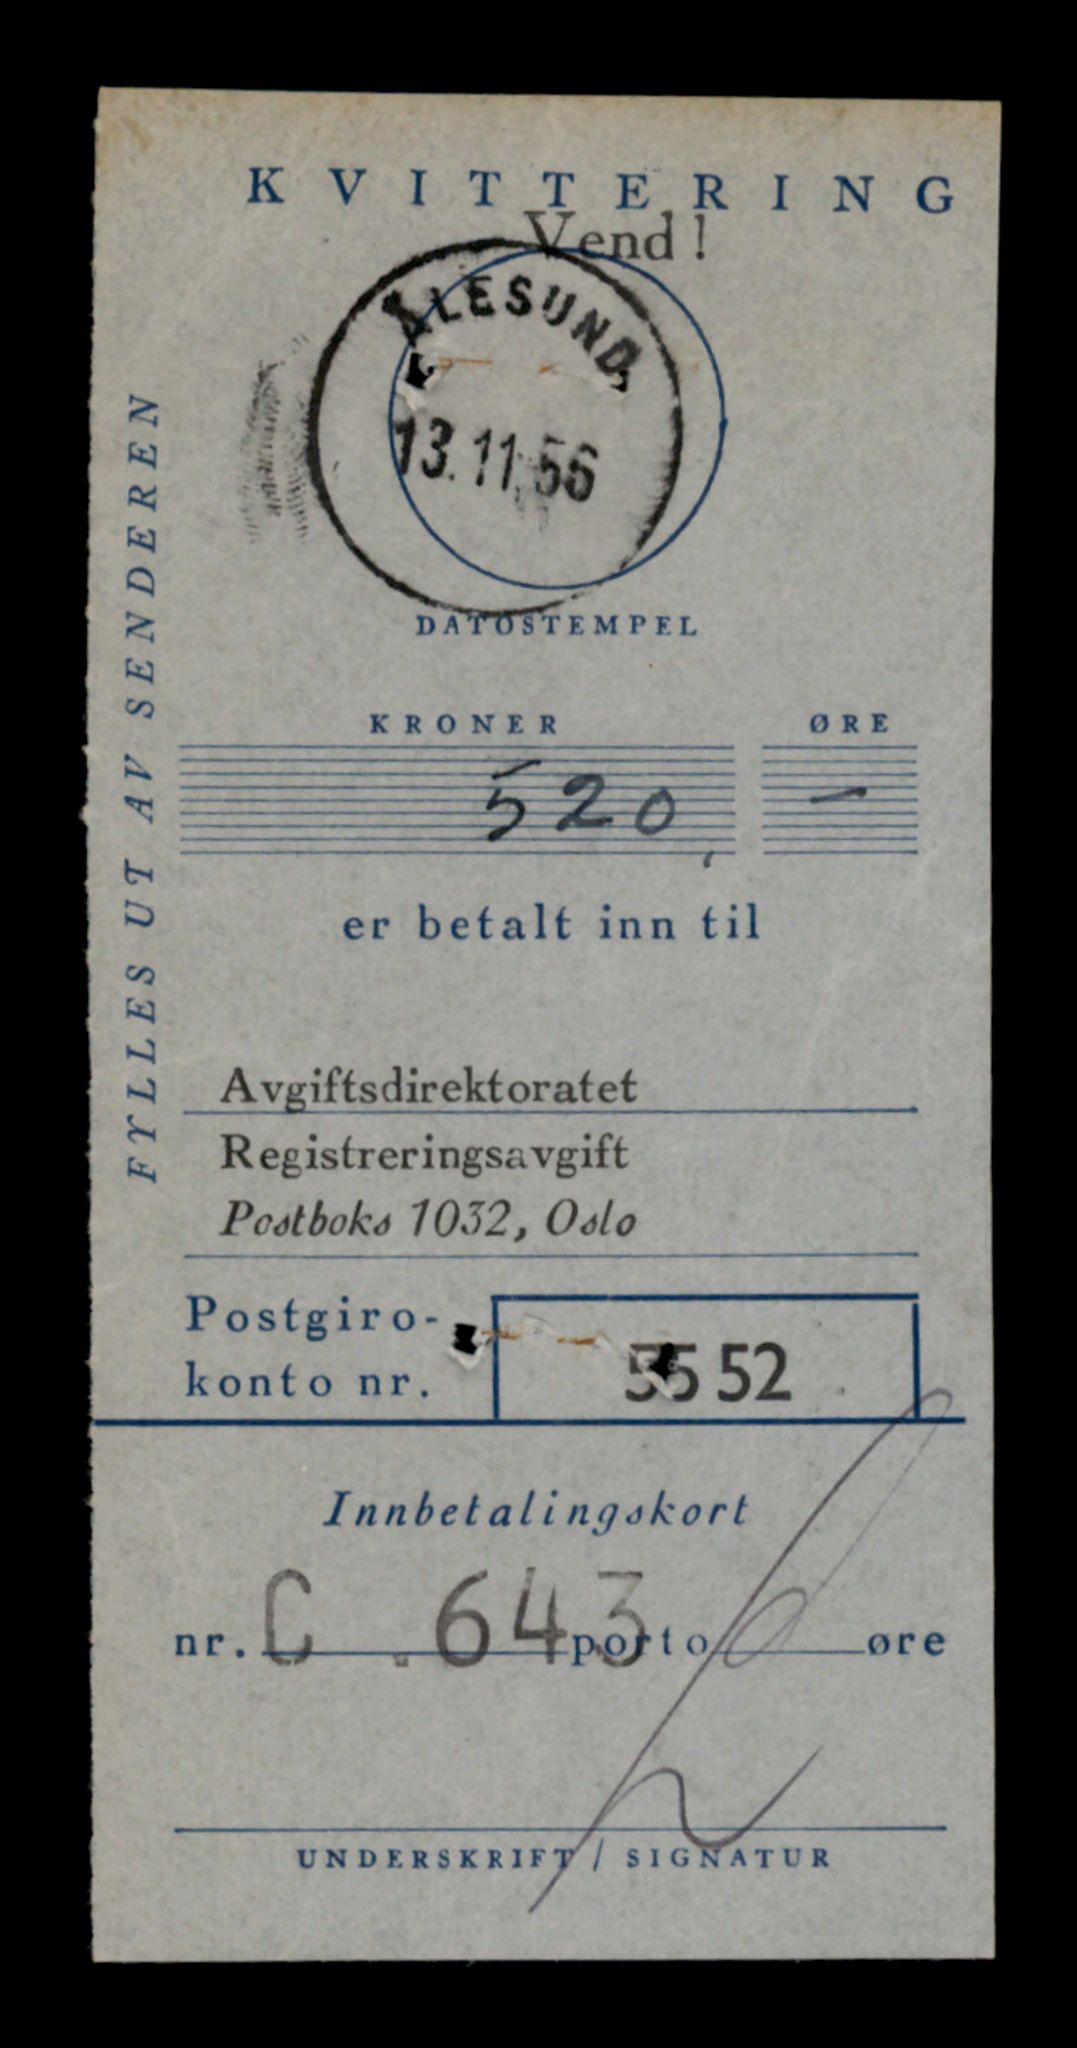 KVITTERING
Vend!
ÅLESUND
13.11.56
DATOSTEMPEL
FYLLES UT AV SENDEREN
KRONER ØRE
520, –
er betalt inn til
Avgiftsdirektoratet
Registreringsavgift
Postboks 1032, Oslo
Postgiro-
konto nr. 5552
Innbetalingskort
nr. C .643 porto øre
UNDERSKRIFT / SIGNATUR